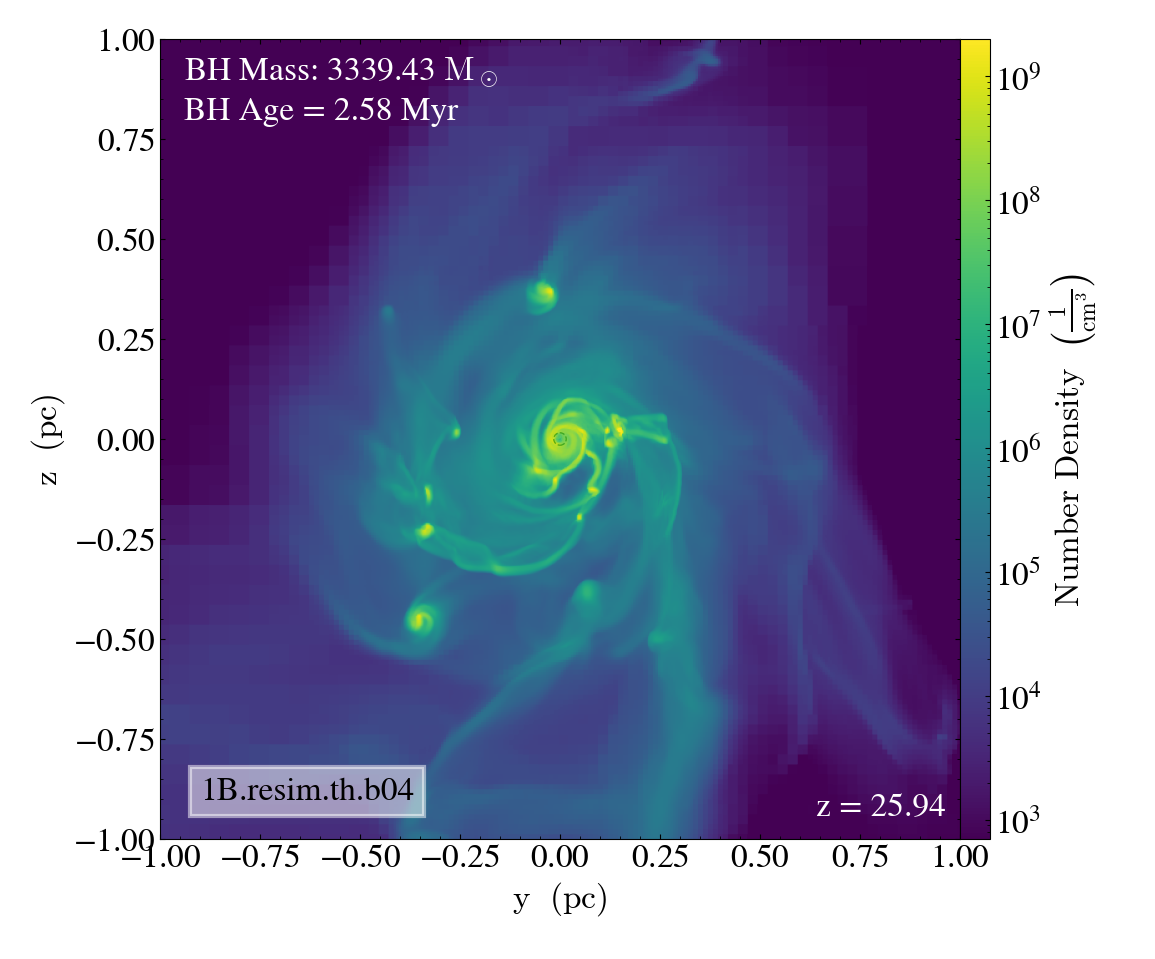 BH Mass: 3339.43 M⊙
BH Age = 2.58 Myr
1.00
0.75
0.50
0.25
0.00
−0.25
−0.50
−0.75
−1.00
z (pc)
1B.resim.th.b04
z = 25.94
−1.00 −0.75 −0.50 −0.25 0.00 0.25 0.50 0.75 1.00
y (pc)
10⁹
10⁸
10⁷
10⁶
10⁵
10⁴
10³
Number Density (1/cm³)